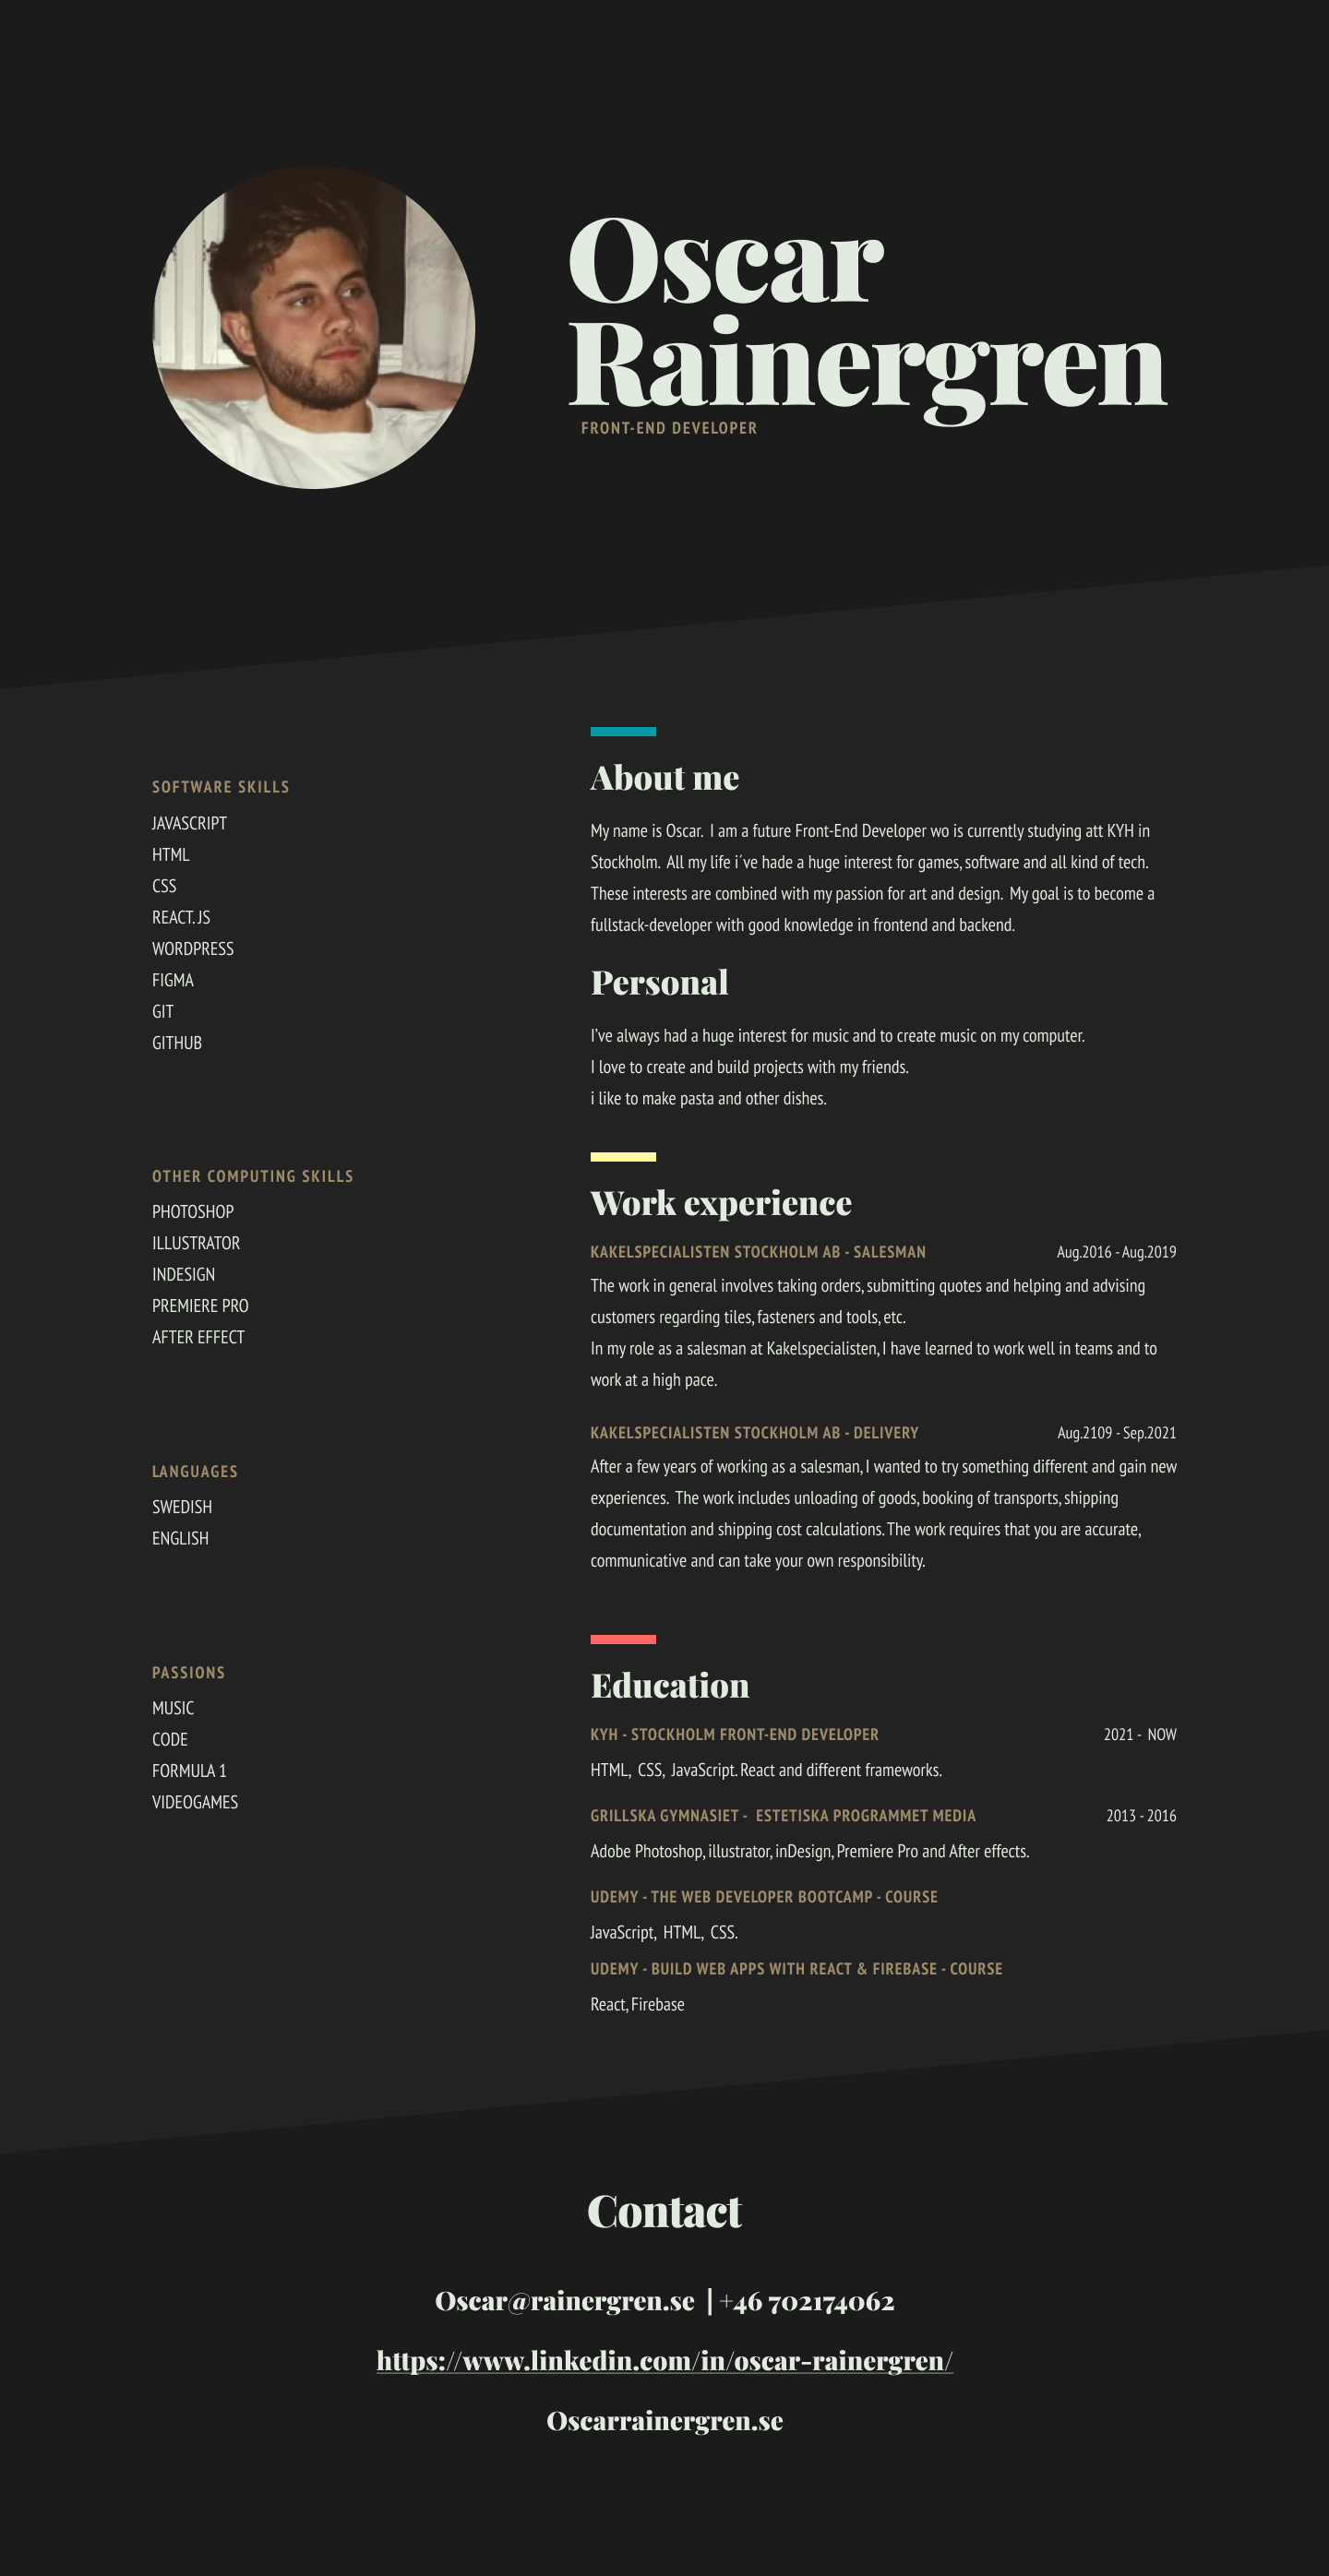 Oscar
Rainergren
FRONT-END DEVELOPER
SOFTWARE SKILLS
JAVASCRIPT
HTML
CSS
REACT.JS
WORDPRESS
FIGMA
GIT
GITHUB
OTHER COMPUTING SKILLS
PHOTOSHOP
ILLUSTRATOR
INDESIGN
PREMIERE PRO
AFTER EFFECT
LANGUAGES
SWEDISH
ENGLISH
PASSIONS
MUSIC
CODE
FORMULA 1
VIDEOGAMES
About me
My name is Oscar. I am a future Front-End Developer wo is currently studying att KYH in
Stockholm. All my life i´ve hade a huge interest for games, software and all kind of tech.
These interests are combined with my passion for art and design. My goal is to become a
fullstack-developer with good knowledge in frontend and backend.
Personal
I've always had a huge interest for music and to create music on my computer.
I love to create and build projects with my friends.
i like to make pasta and other dishes.
Work experience
KAKELSPECIALISTEN STOCKHOLM AB - SALESMAN Aug.2016 - Aug.2019
The work in general involves taking orders, submitting quotes and helping and advising
customers regarding tiles, fasteners and tools, etc.
In my role as a salesman at Kakelspecialisten, I have learned to work well in teams and to
work at a high pace.
KAKELSPECIALISTEN STOCKHOLM AB - DELIVERY Aug.2109 - Sep.2021
After a few years of working as a salesman, I wanted to try something different and gain new
experiences. The work includes unloading of goods, booking of transports, shipping
documentation and shipping cost calculations. The work requires that you are accurate,
communicative and can take your own responsibility.
Education
KYH - STOCKHOLM FRONT-END DEVELOPER 2021 - NOW
HTML, CSS, JavaScript. React and different frameworks.
GRILLSKA GYMNASIET - ESTETISKA PROGRAMMET MEDIA 2013 - 2016
Adobe Photoshop, illustrator, inDesign, Premiere Pro and After effects.
UDEMY - THE WEB DEVELOPER BOOTCAMP - COURSE
JavaScript, HTML, CSS.
UDEMY - BUILD WEB APPS WITH REACT & FIREBASE - COURSE
React, Firebase
Contact
Oscar@rainergren.se | +46 702174062
https://www.linkedin.com/in/oscar-rainergren/
Oscarrainergren.se